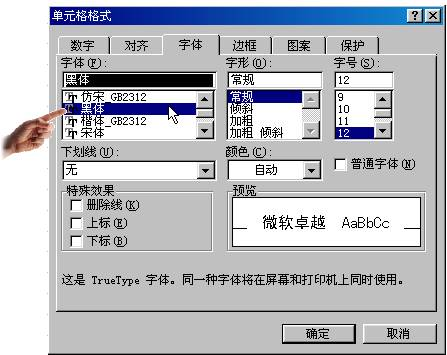 单元格格式
数字 对齐 字体 边框 图案 保护
字体(F): 字形(O): 字号(S):
黑体 常规 12
仿宋_GB2312 常规 9
黑体 倾斜 10
楷体_GB2312 加粗 11
宋体 加粗 倾斜 12
下划线(U): 颜色(C):
无 自动 普通字体(N)
特殊效果 预览
删除线(K)
上标(E) 微软卓越 AaBbCc
下标(B)
这是 TrueType 字体。同一种字体将在屏幕和打印机上同时使用。
确定 取消